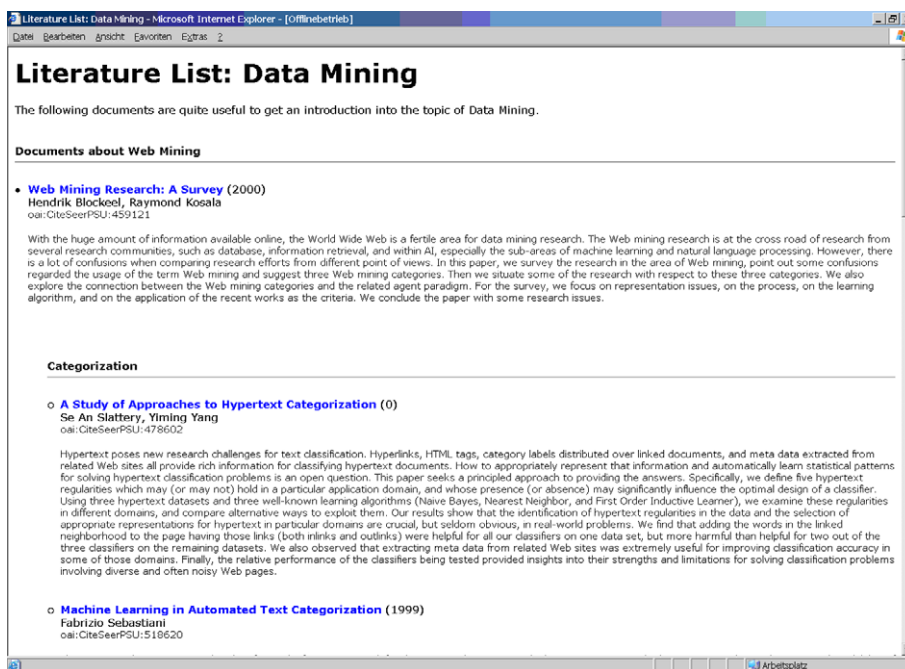 Literature List: Data Mining - Microsoft Internet Explorer - [Offlinebetrieb]
Datei Bearbeiten Ansicht Favoriten Extras ?
Literature List: Data Mining
The following documents are quite useful to get an introduction into the topic of Data Mining.
Documents about Web Mining
• Web Mining Research: A Survey (2000)
Hendrik Blockeel, Raymond Kosala
oai:CiteSeerPSU:459121
With the huge amount of information available online, the World Wide Web is a fertile area for data mining research. The Web mining research is at the cross road of research from
several research communities, such as database, information retrieval, and within AI, especially the sub-areas of machine learning and natural language processing. However, there
is a lot of confusions when comparing research efforts from different point of views. In this paper, we survey the research in the area of Web mining, point out some confusions
regarded the usage of the term Web mining and suggest three Web mining categories. Then we situate some of the research with respect to these three categories. We also
explore the connection between the Web mining categories and the related agent paradigm. For the survey, we focus on representation issues, on the process, on the learning
algorithm, and on the application of the recent works as the criteria. We conclude the paper with some research issues.
Categorization
o A Study of Approaches to Hypertext Categorization (0)
Se An Slattery, Yiming Yang
oai:CiteSeerPSU:478602
Hypertext poses new research challenges for text classification. Hyperlinks, HTML tags, category labels distributed over linked documents, and meta data extracted from
related Web sites all provide rich information for classifying hypertext documents. How to appropriately represent that information and automatically learn statistical patterns
for solving hypertext classification problems is an open question. This paper seeks a principled approach to providing the answers. Specifically, we define five hypertext
regularities which may (or may not) hold in a particular application domain, and whose presence (or absence) may significantly influence the optimal design of a classifier.
Using three hypertext datasets and three well-known learning algorithms (Naive Bayes, Nearest Neighbor, and First Order Inductive Learner), we examine these regularities
in different domains, and compare alternative ways to exploit them. Our results show that the identification of hypertext regularities in the data and the selection of
appropriate representations for hypertext in particular domains are crucial, but seldom obvious, in real-world problems. We find that adding the words in the linked
neighborhood to the page having those links (both inlinks and outlinks) were helpful for all our classifiers on one data set, but more harmful than helpful for two out of the
three classifiers on the remaining datasets. We also observed that extracting meta data from related Web sites was extremely useful for improving classification accuracy in
some of those domains. Finally, the relative performance of the classifiers being tested provided insights into their strengths and limitations for solving classification problems
involving diverse and often noisy Web pages.
o Machine Learning in Automated Text Categorization (1999)
Fabrizio Sebastiani
oai:CiteSeerPSU:518620
Arbeitsplatz